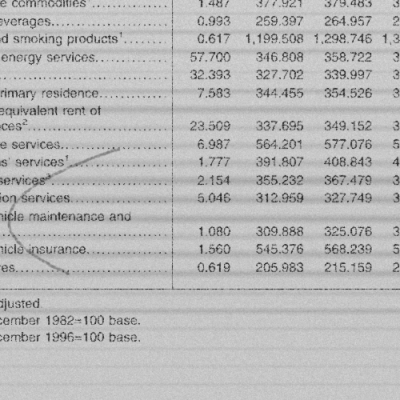 e commodities¹........ 1.487 377.921 379.483 3
everages............... 0.993 259.397 264.957 2
d smoking products¹........ 0.617 1,199.508 1,298.746 1,3
energy services......... 57.700 346.808 358.722 3
............... 32.393 327.702 339.997 3
rimary residence......... 7.583 344.455 354.526 3
equivalent rent of
ces²............... 23.509 337.695 349.152 3
e services............... 6.987 564.201 577.076 5
s' services¹............... 1.777 391.807 408.843 4
services⁴............... 2.154 355.232 367.479 3
ion services............... 5.046 312.959 327.749 3
hicle maintenance and
............... 1.080 309.888 325.076 3
hicle insurance............... 1.560 545.376 568.239 5
res............... 0.619 205.983 215.159 2
djusted
cember 1982=100 base.
cember 1996=100 base.